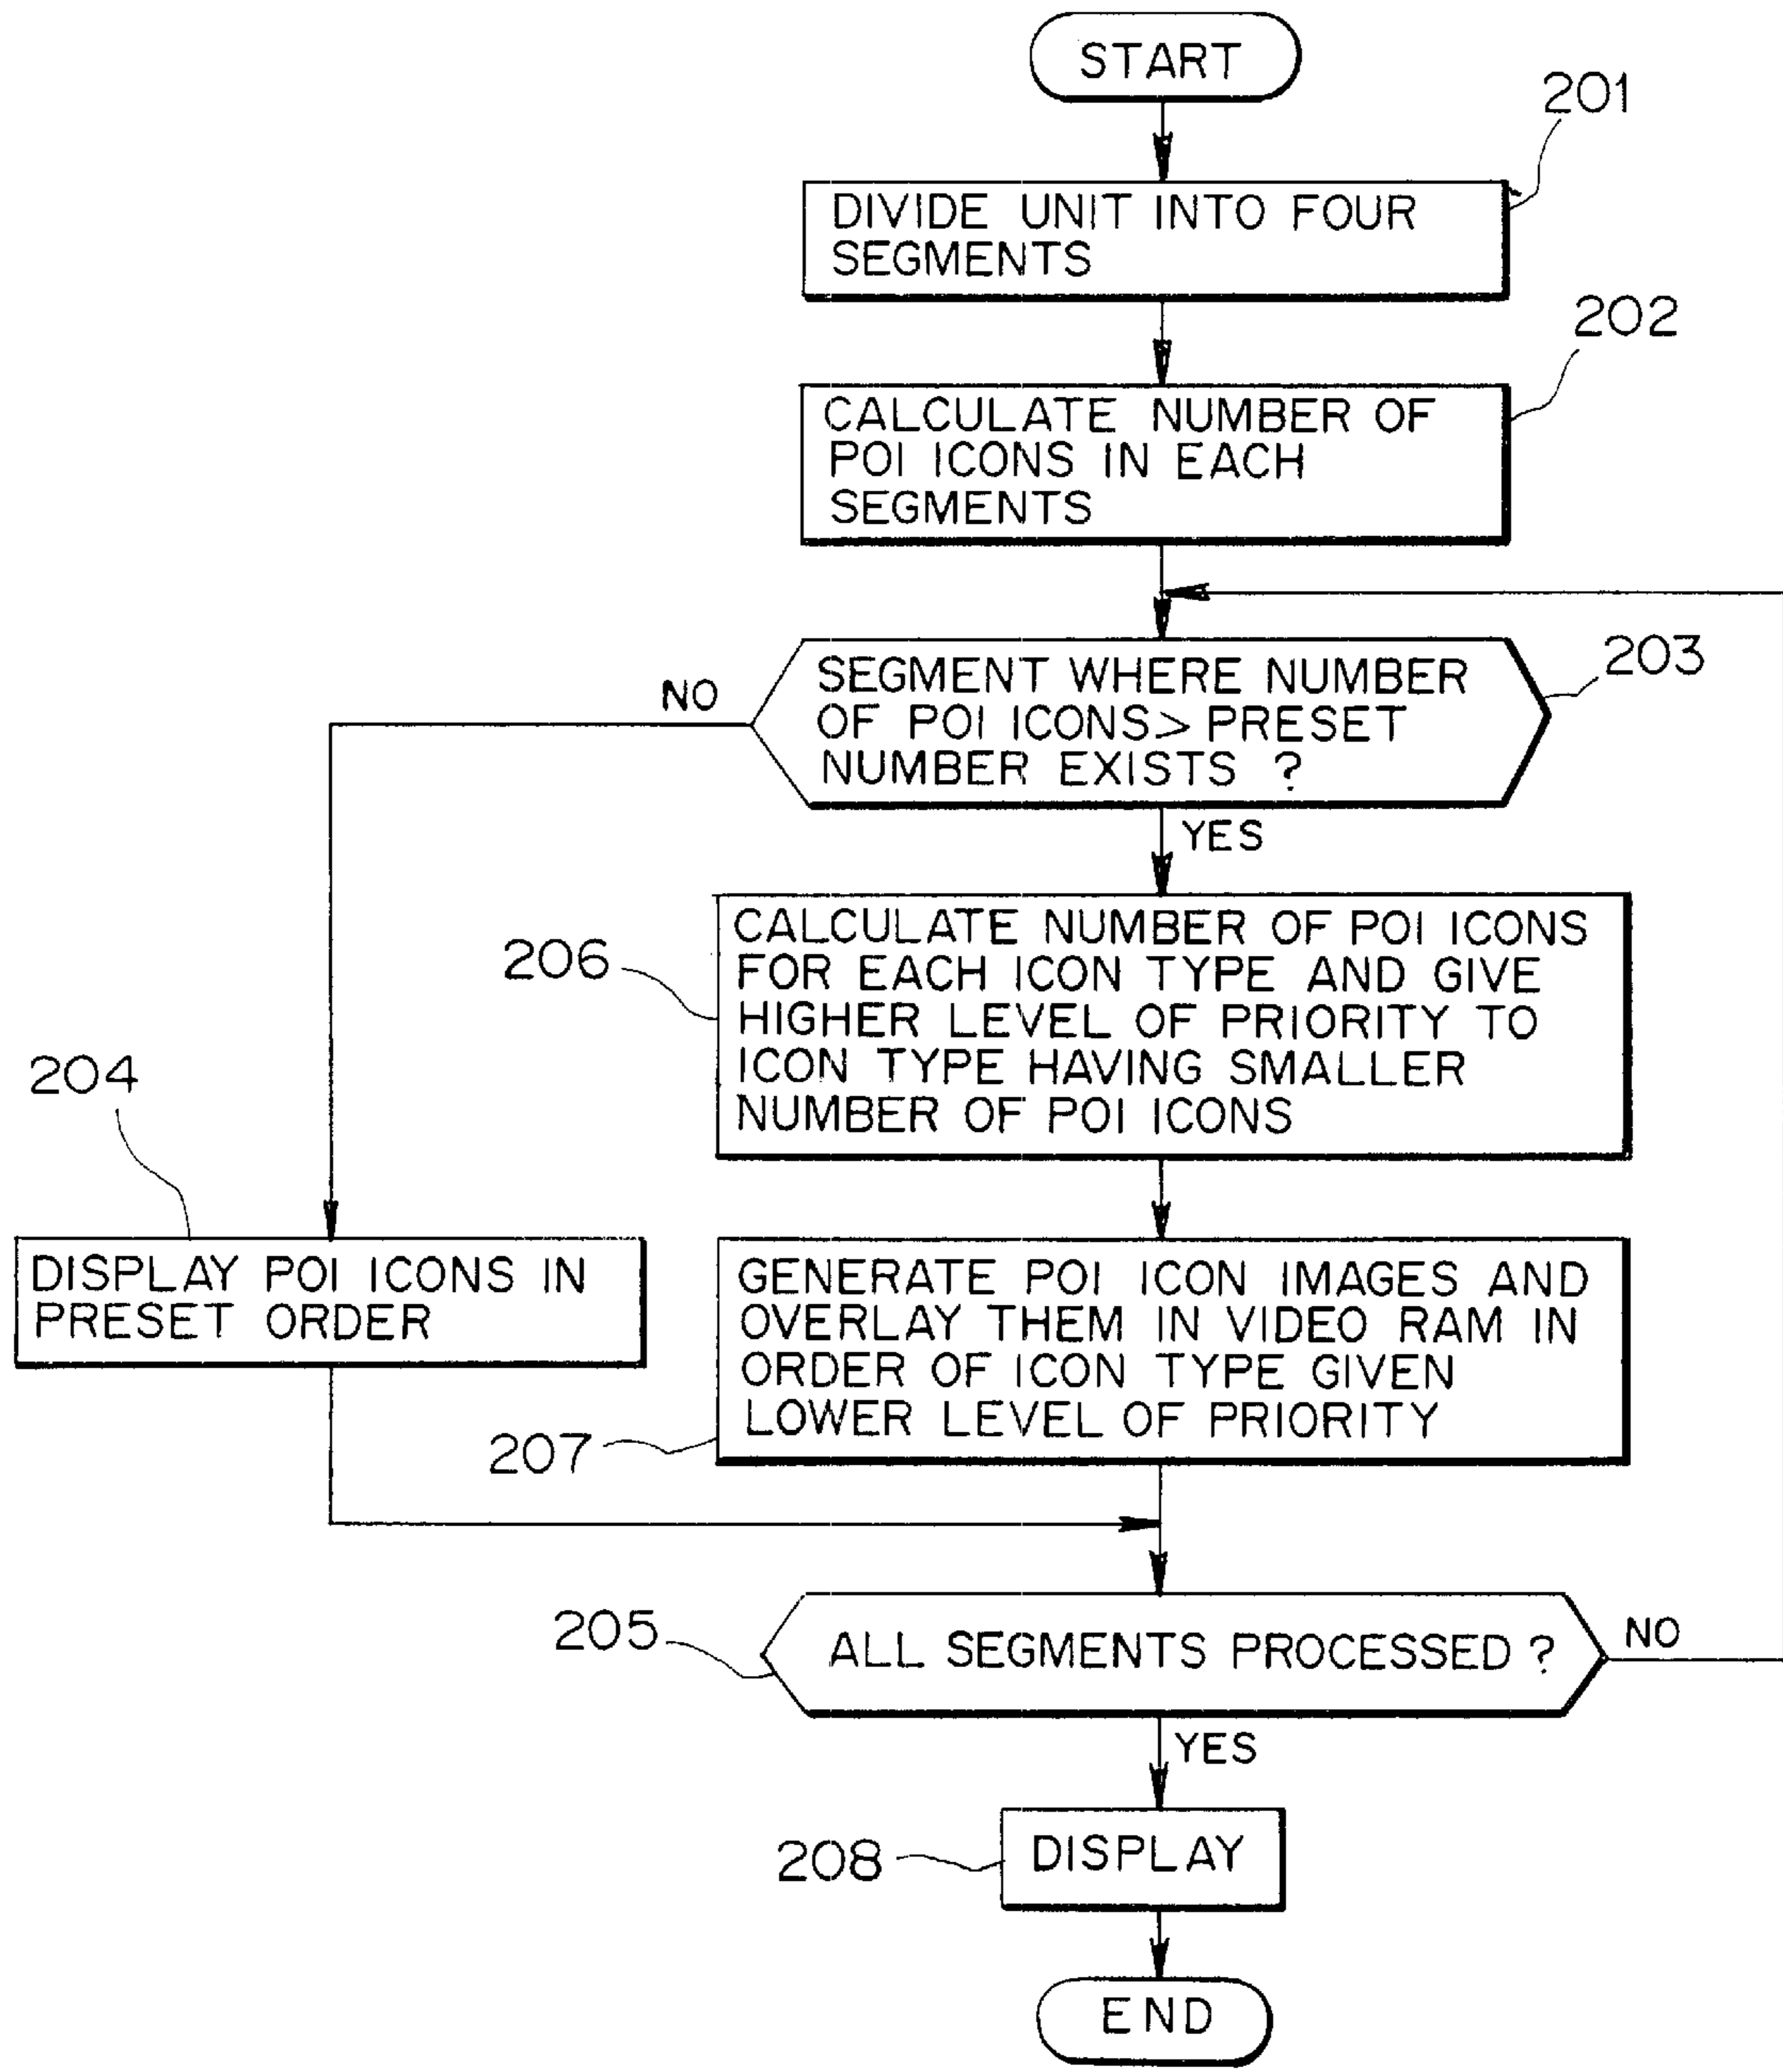 START
201
DIVIDE UNIT INTO FOUR
SEGMENTS
202
CALCULATE NUMBER OF
POI ICONS IN EACH
SEGMENTS
203
SEGMENT WHERE NUMBER
OF POI ICONS > PRESET
NUMBER EXISTS ?
NO
YES
206
CALCULATE NUMBER OF POI ICONS
FOR EACH ICON TYPE AND GIVE
HIGHER LEVEL OF PRIORITY TO
ICON TYPE HAVING SMALLER
NUMBER OF POI ICONS
204
DISPLAY POI ICONS IN
PRESET ORDER
GENERATE POI ICON IMAGES AND
OVERLAY THEM IN VIDEO RAM IN
ORDER OF ICON TYPE GIVEN
LOWER LEVEL OF PRIORITY
207
205
ALL SEGMENTS PROCESSED ?
NO
YES
208
DISPLAY
END